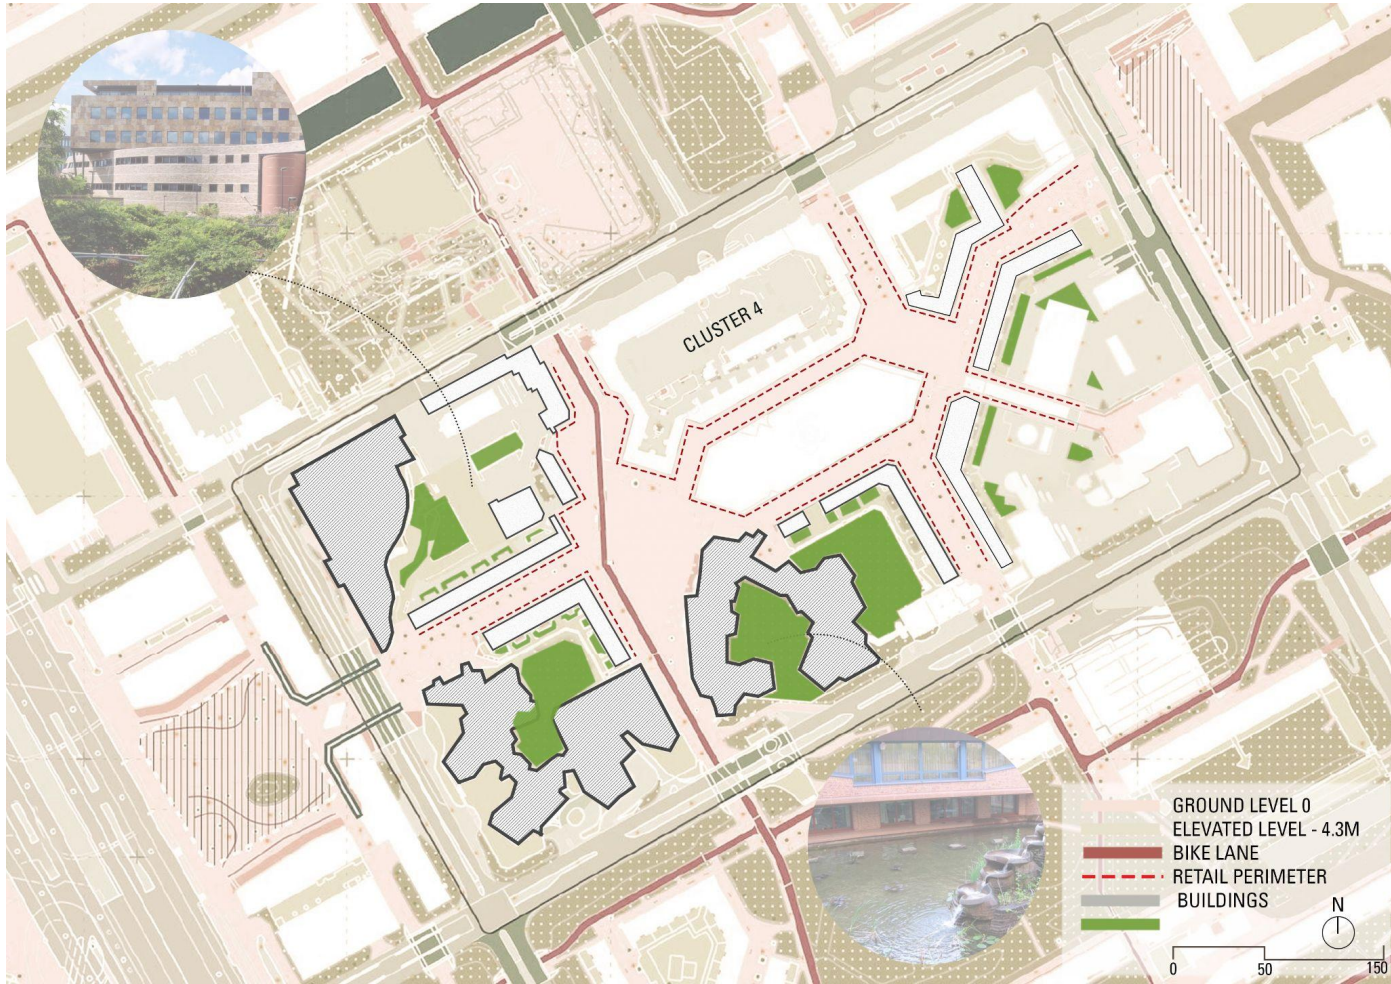 CLUSTER 4
GROUND LEVEL 0
ELEVATED LEVEL - 4.3M
BIKE LANE
RETAIL PERIMETER
BUILDINGS
N
0 50 150